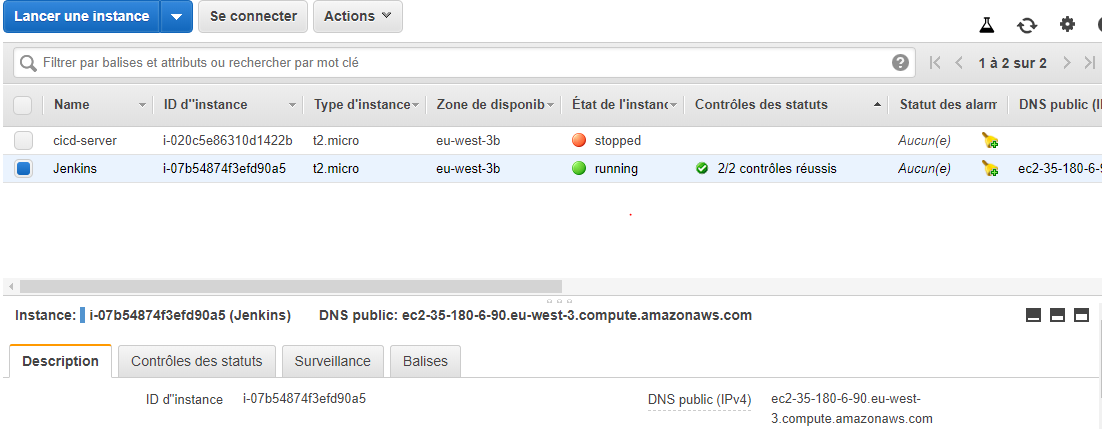 Lancer une instance Se connecter Actions
Filtrer par balises et attributs ou rechercher par mot clé ? 1 à 2 sur 2
Name ID d''instance Type d'instance Zone de disponib État de l'instanc Contrôles des statuts Statut des alarm DNS public (I
cicd-server i-020c5e86310d1422b t2.micro eu-west-3b stopped Aucun(e)
Jenkins i-07b54874f3efd90a5 t2.micro eu-west-3b running 2/2 contrôles réussis Aucun(e) ec2-35-180-6-9
Instance: i-07b54874f3efd90a5 (Jenkins) DNS public: ec2-35-180-6-90.eu-west-3.compute.amazonaws.com
Description Contrôles des statuts Surveillance Balises
ID d''instance i-07b54874f3efd90a5 DNS public (IPv4) ec2-35-180-6-90.eu-west-
3.compute.amazonaws.com